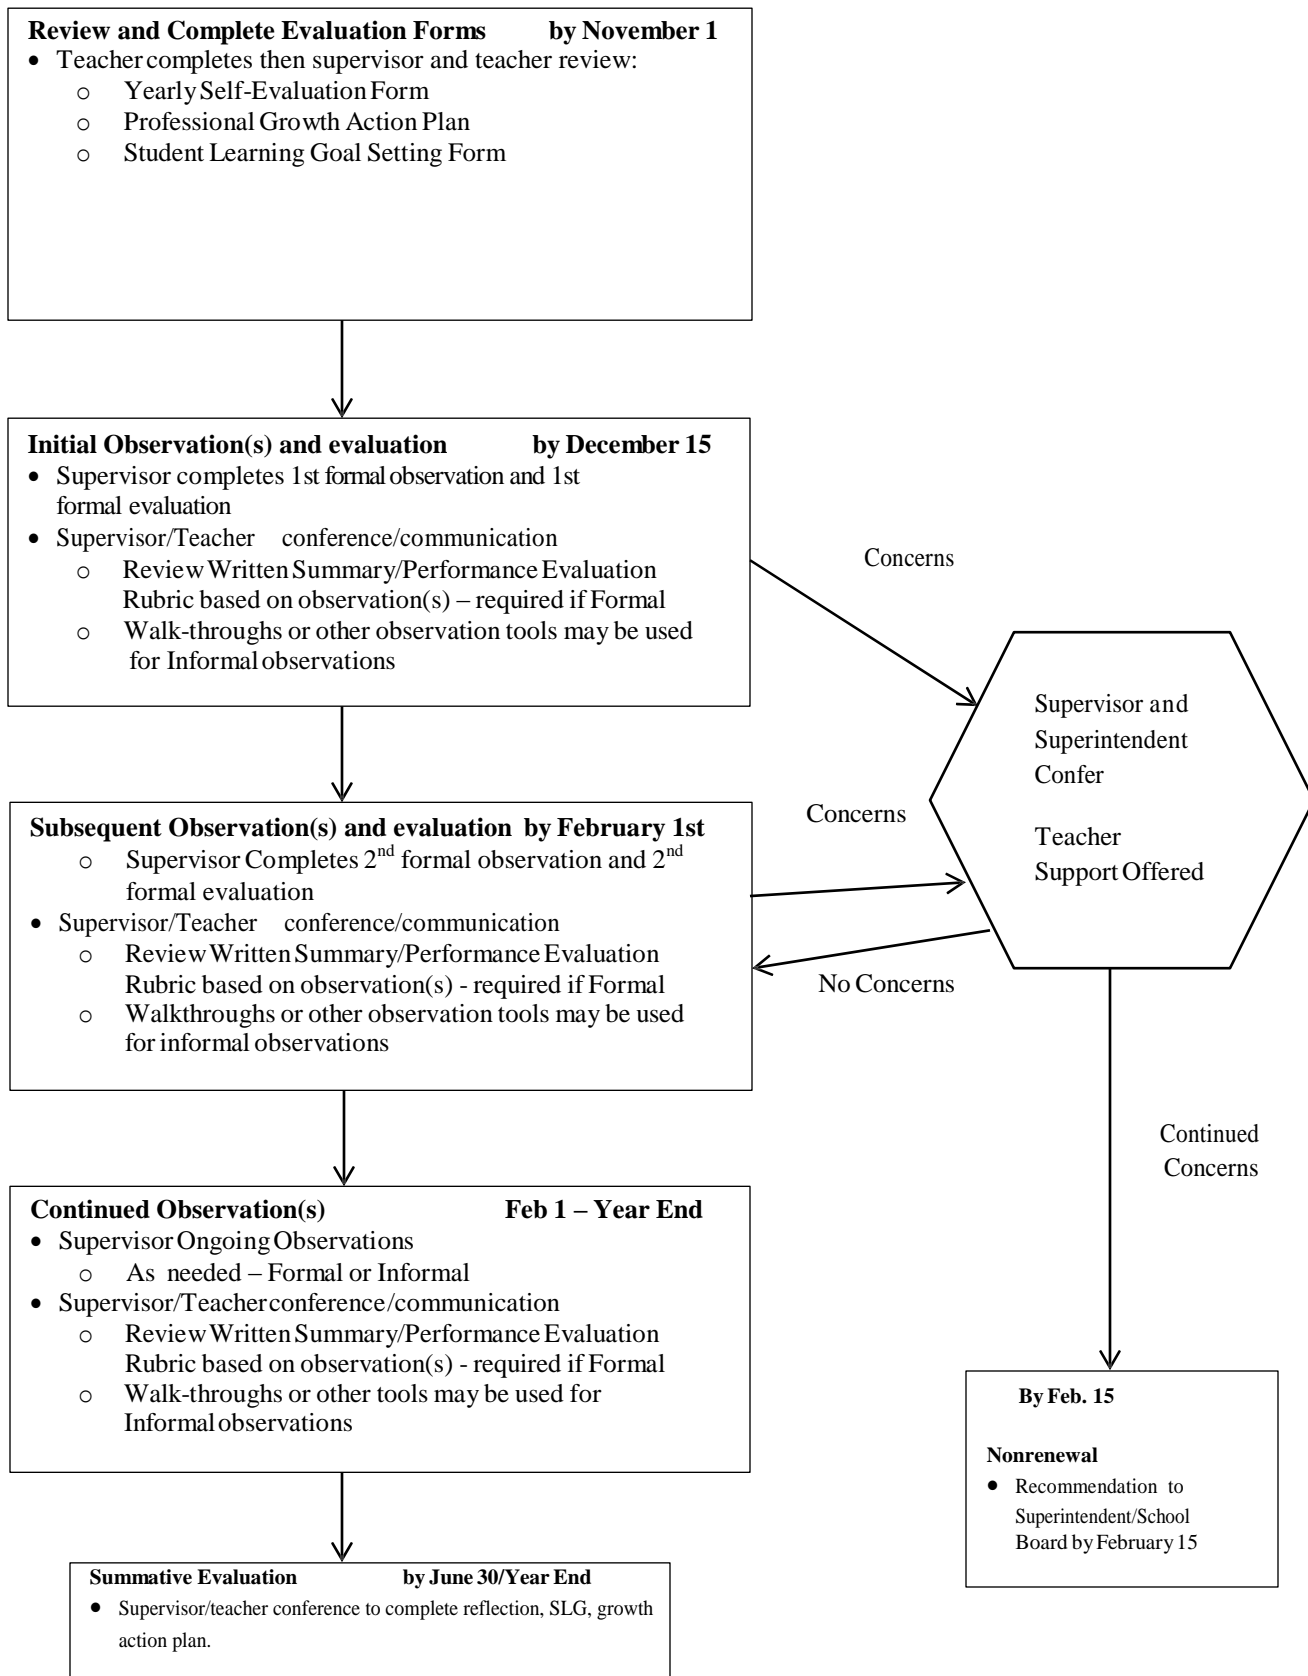 Review and Complete Evaluation Forms by November 1
• Teacher completes then supervisor and teacher review:
o Yearly Self-Evaluation Form
o Professional Growth Action Plan
o Student Learning Goal Setting Form
Initial Observation(s) and evaluation by December 15
• Supervisor completes 1st formal observation and 1st
formal evaluation
• Supervisor/Teacher conference/communication
o Review Written Summary/Performance Evaluation
Rubric based on observation(s) – required if Formal
o Walk-throughs or other observation tools may be used
for Informal observations
Concerns
Supervisor and
Superintendent
Confer
Teacher
Support Offered
Concerns
Subsequent Observation(s) and evaluation by February 1st
o Supervisor Completes 2nd formal observation and 2nd
formal evaluation
• Supervisor/Teacher conference/communication
o Review Written Summary/Performance Evaluation
Rubric based on observation(s) - required if Formal
o Walkthroughs or other observation tools may be used
for informal observations
No Concerns
Continued
Concerns
Continued Observation(s) Feb 1 – Year End
• Supervisor Ongoing Observations
o As needed – Formal or Informal
• Supervisor/Teacher conference/communication
o Review Written Summary/Performance Evaluation
Rubric based on observation(s) - required if Formal
o Walk-throughs or other tools may be used for
Informal observations
By Feb. 15
Nonrenewal
• Recommendation to
Superintendent/School
Board by February 15
Summative Evaluation by June 30/Year End
• Supervisor/teacher conference to complete reflection, SLG, growth
action plan.